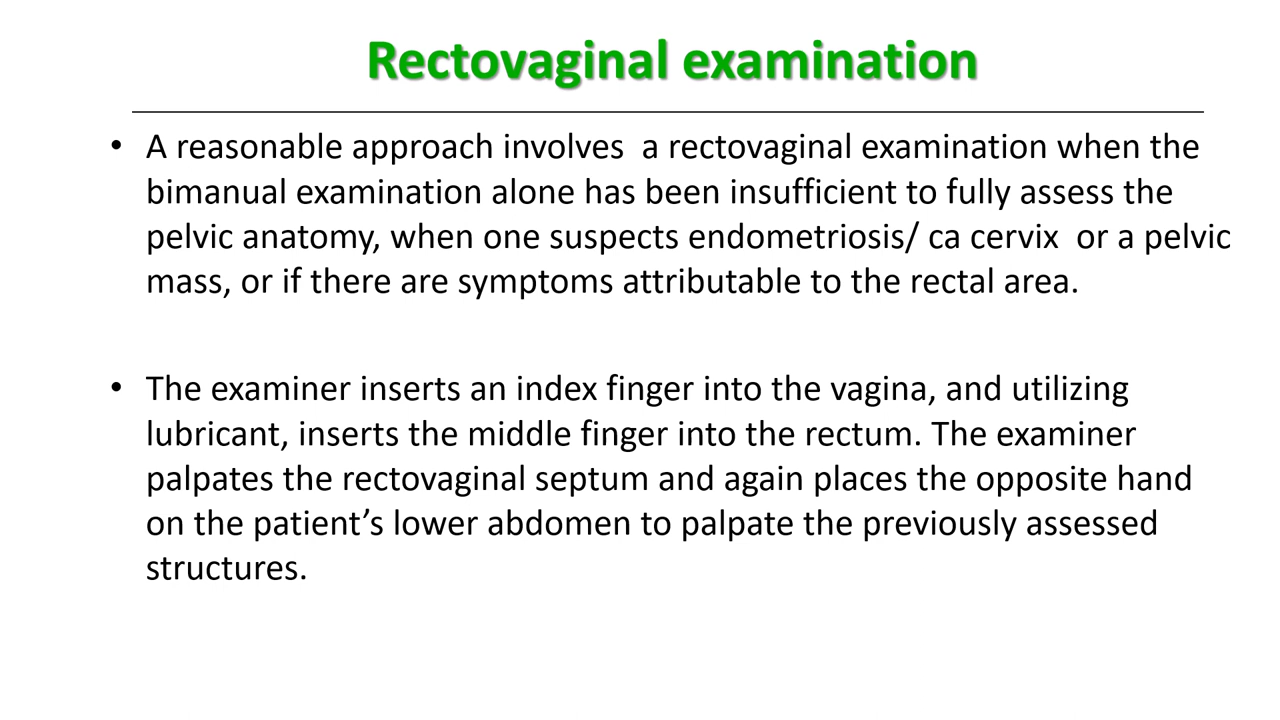 Rectovaginal examination
• A reasonable approach involves  a rectovaginal examination when the
bimanual examination alone has been insufficient to fully assess the
pelvic anatomy, when one suspects endometriosis/ ca cervix  or a pelvic
mass, or if there are symptoms attributable to the rectal area.
• The examiner inserts an index finger into the vagina, and utilizing
lubricant, inserts the middle finger into the rectum. The examiner
palpates the rectovaginal septum and again places the opposite hand
on the patient’s lower abdomen to palpate the previously assessed
structures.